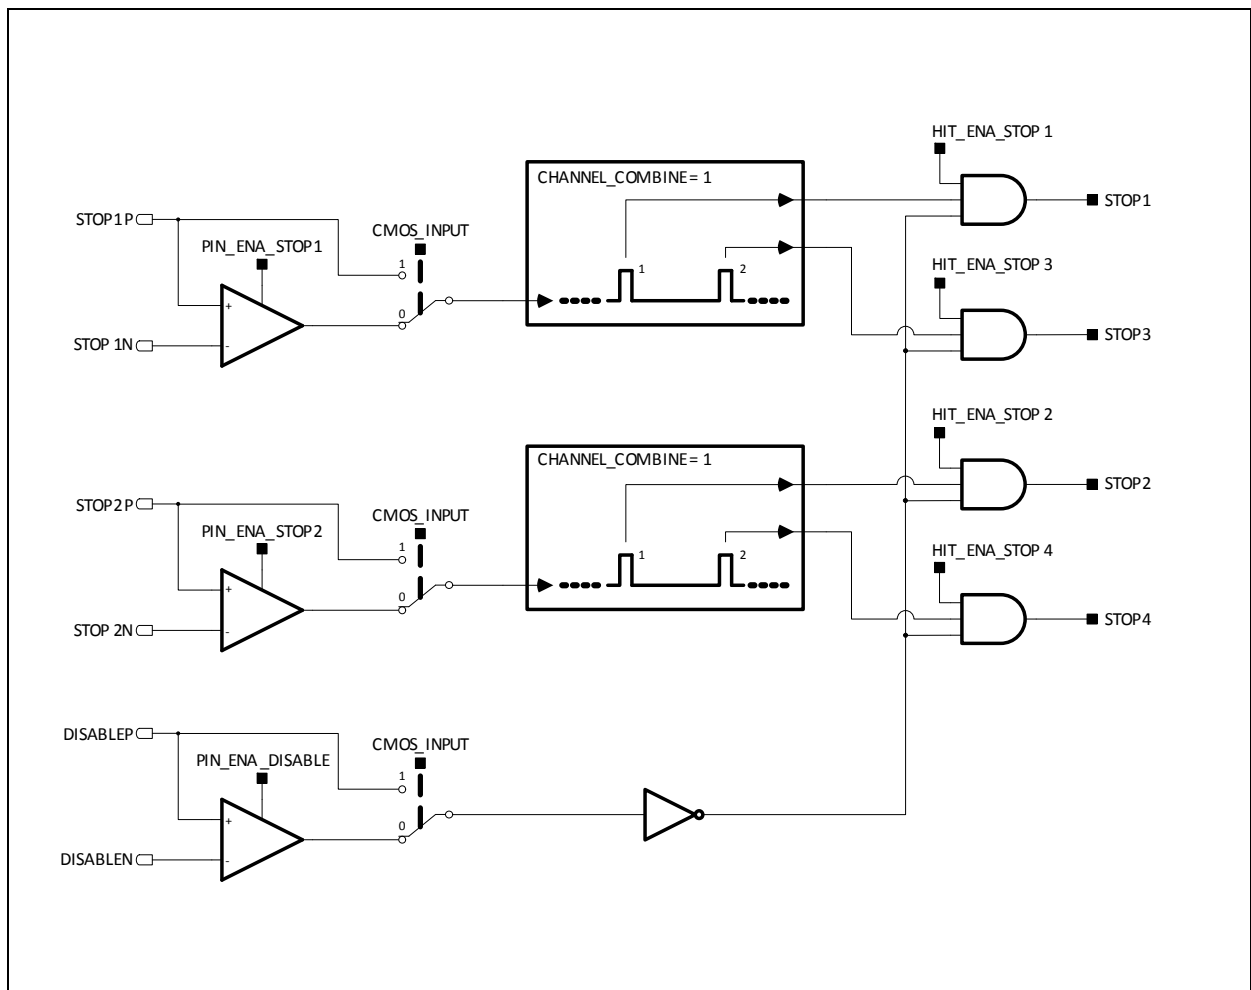 HIT_ENA_STOP 1
CHANNEL_COMBINE = 1
STOP1P
CMOS_INPUT
STOP1
PIN_ENA_STOP1
1
HIT_ENA_STOP 3
1
2
+
0
STOP 1N
-
STOP3
HIT_ENA_STOP 2
CHANNEL_COMBINE = 1
STOP2P
CMOS_INPUT
STOP2
PIN_ENA_STOP2
1
HIT_ENA_STOP 4
1
2
+
0
STOP 2N
-
STOP4
DISABLEP
CMOS_INPUT
PIN_ENA_DISABLE
1
+
0
DISABLEN
-